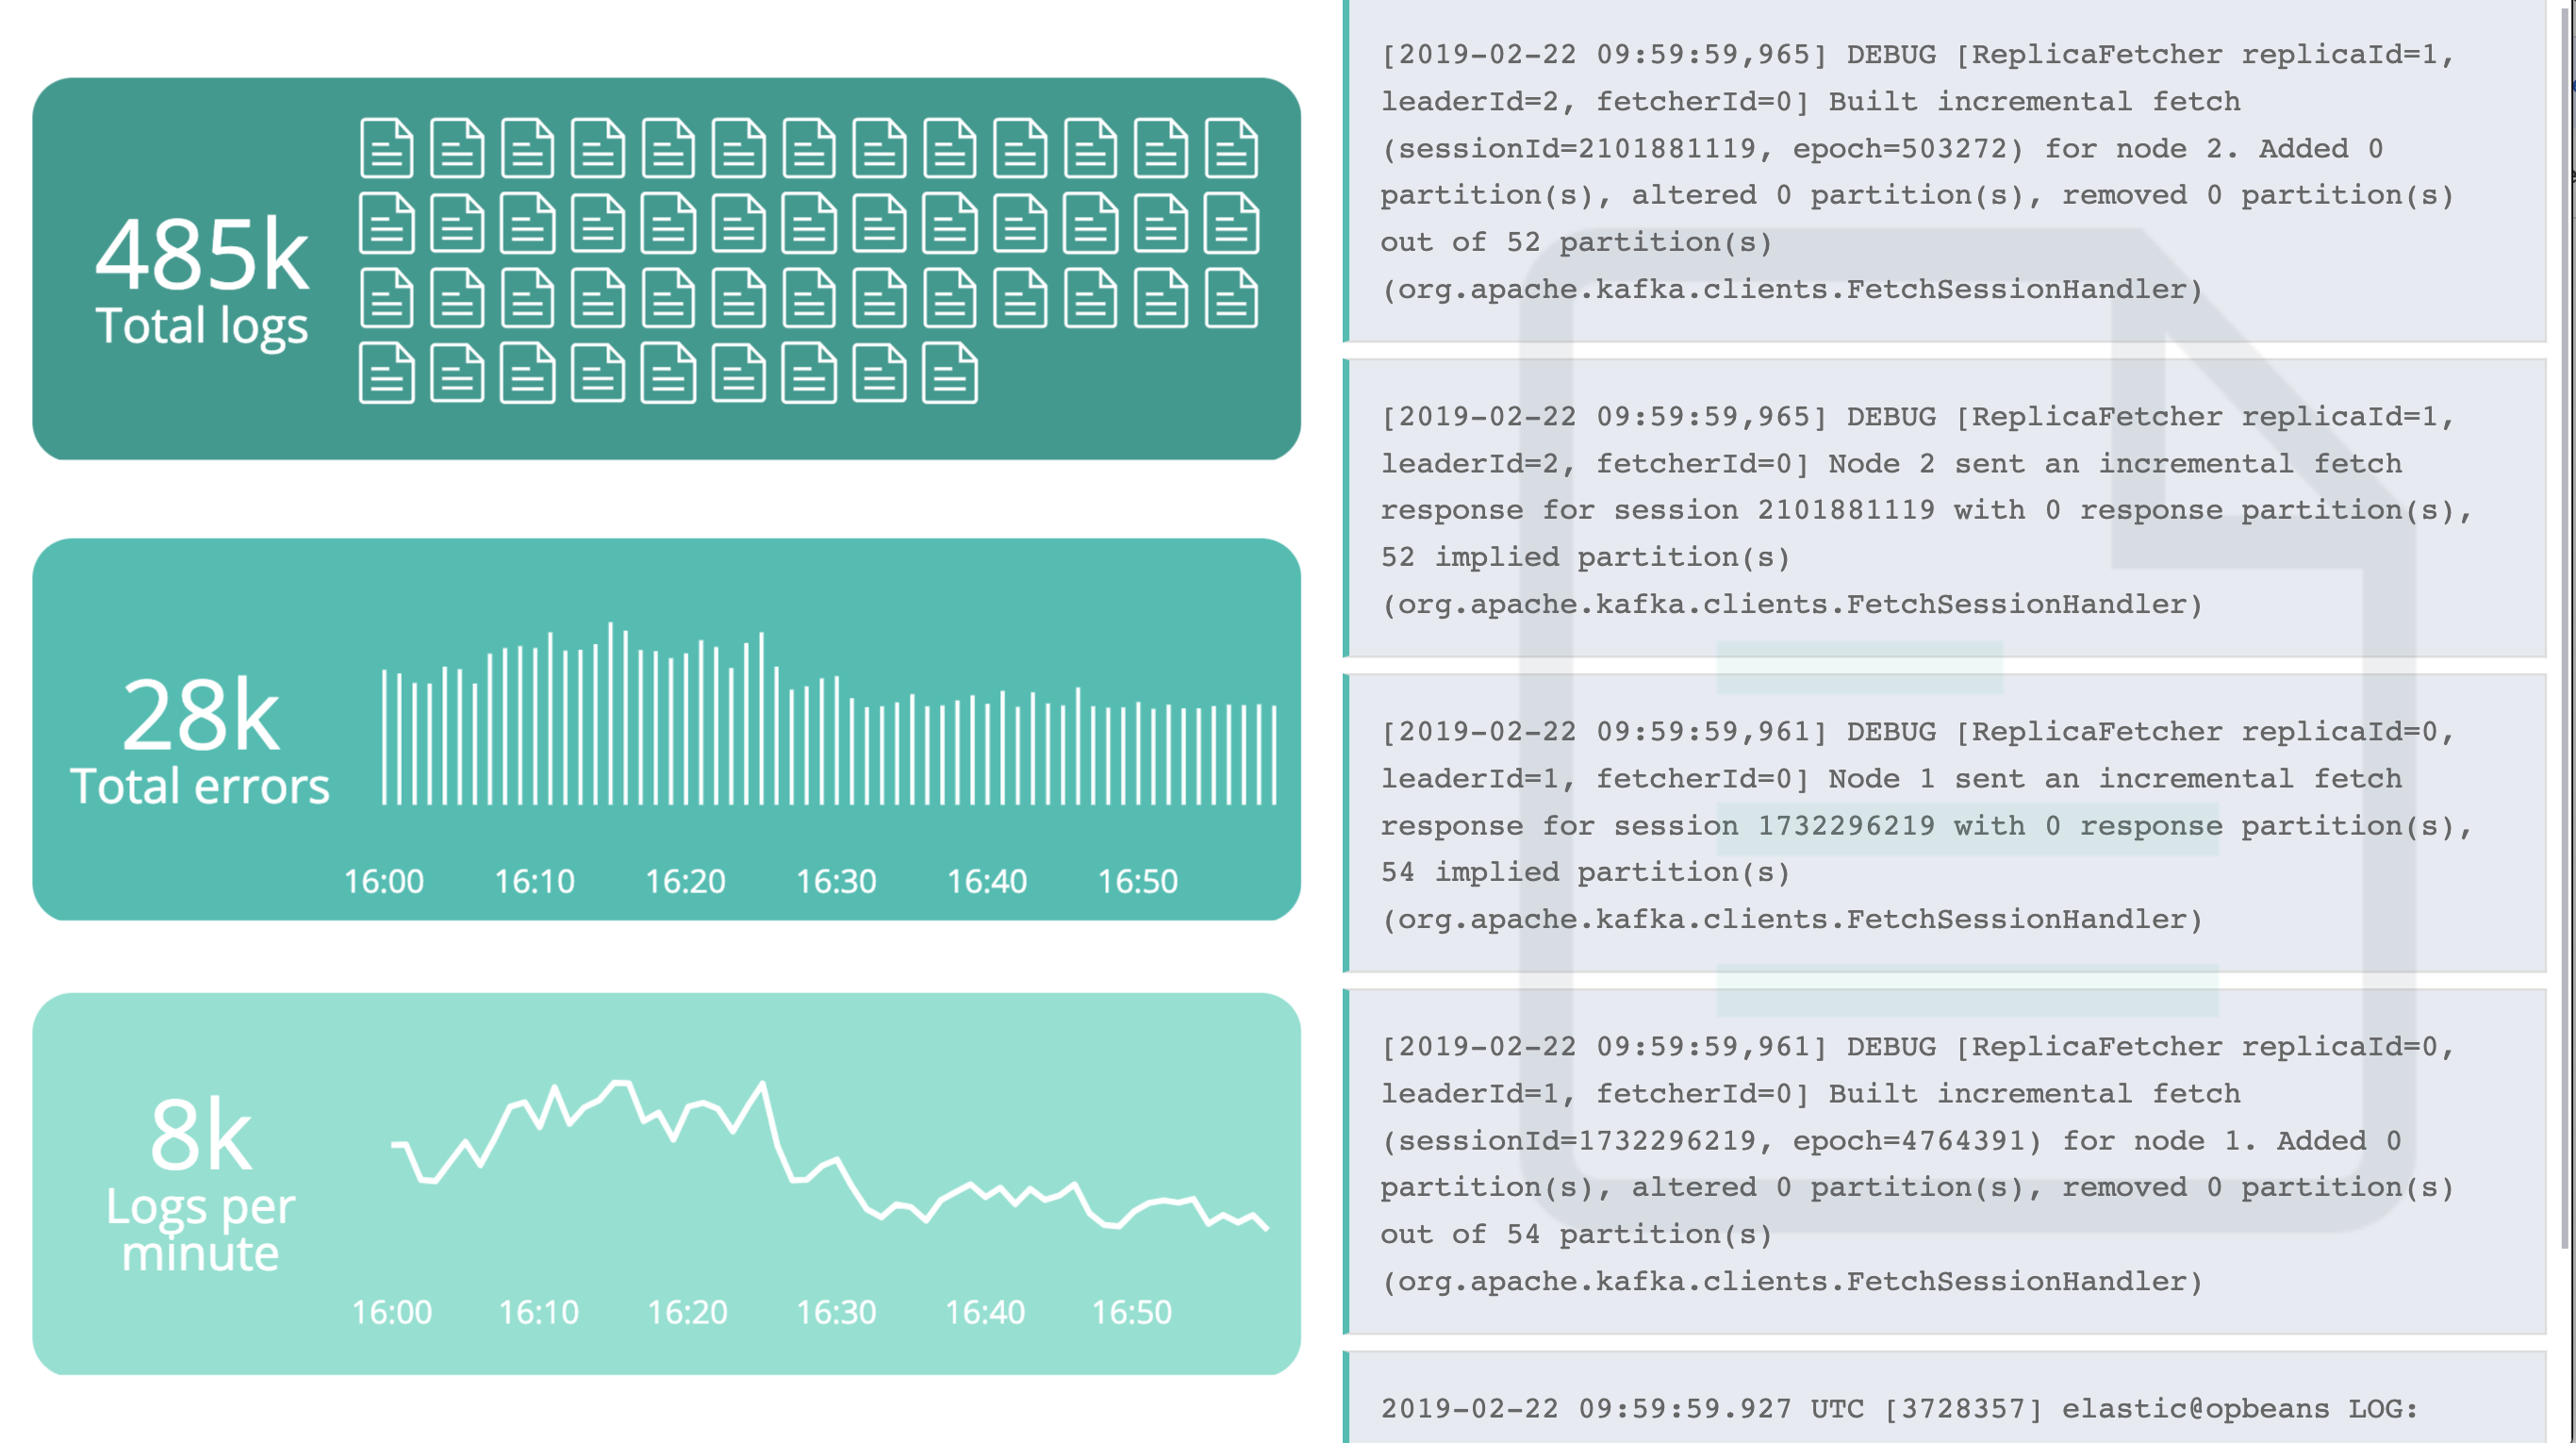 485k
Total logs
28k
Total errors
16:00 16:10 16:20 16:30 16:40 16:50
8k
Logs per
minute
16:00 16:10 16:20 16:30 16:40 16:50
[2019-02-22 09:59:59,965] DEBUG [ReplicaFetcher replicaId=1,
leaderId=2, fetcherId=0] Built incremental fetch
(sessionId=2101881119, epoch=503272) for node 2. Added 0
partition(s), altered 0 partition(s), removed 0 partition(s)
out of 52 partition(s)
(org.apache.kafka.clients.FetchSessionHandler)
[2019-02-22 09:59:59,965] DEBUG [ReplicaFetcher replicaId=1,
leaderId=2, fetcherId=0] Node 2 sent an incremental fetch
response for session 2101881119 with 0 response partition(s),
52 implied partition(s)
(org.apache.kafka.clients.FetchSessionHandler)
[2019-02-22 09:59:59,961] DEBUG [ReplicaFetcher replicaId=0,
leaderId=1, fetcherId=0] Node 1 sent an incremental fetch
response for session 1732296219 with 0 response partition(s),
54 implied partition(s)
(org.apache.kafka.clients.FetchSessionHandler)
[2019-02-22 09:59:59,961] DEBUG [ReplicaFetcher replicaId=0,
leaderId=1, fetcherId=0] Built incremental fetch
(sessionId=1732296219, epoch=4764391) for node 1. Added 0
partition(s), altered 0 partition(s), removed 0 partition(s)
out of 54 partition(s)
(org.apache.kafka.clients.FetchSessionHandler)
2019-02-22 09:59:59.927 UTC [3728357] elastic@opbeans LOG: